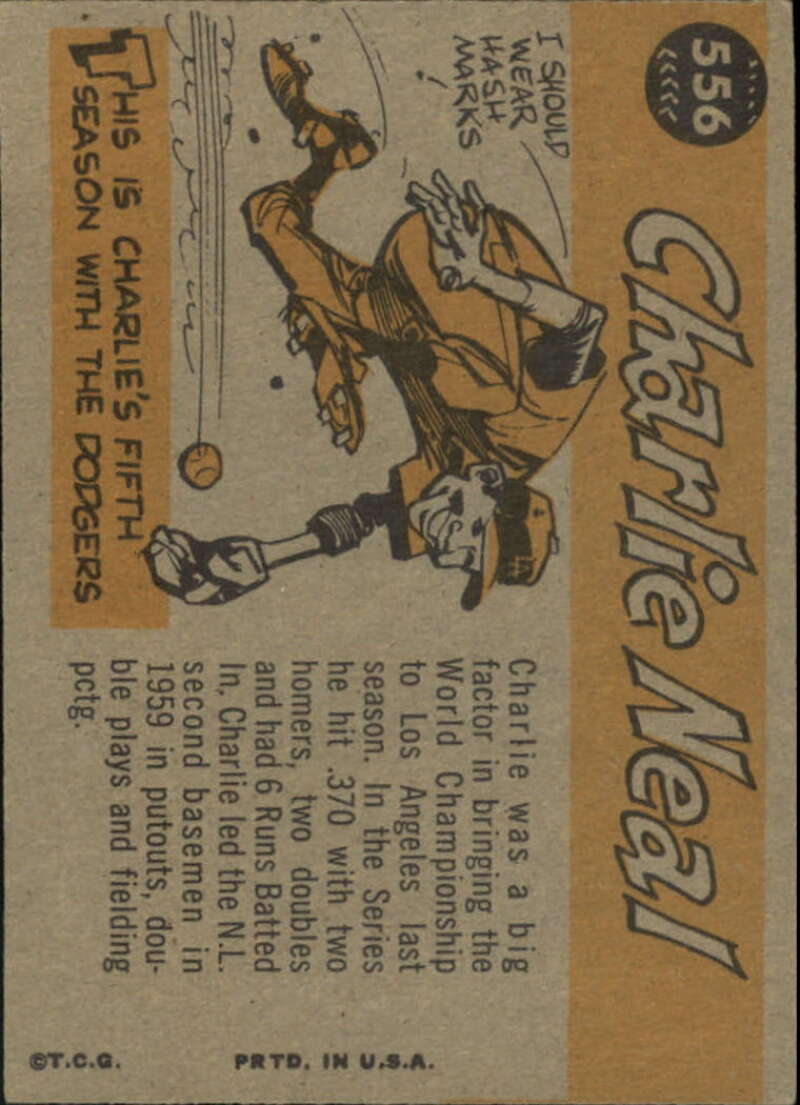 556
Charlie Neal
I SHOULD
WEAR
HASH
MARKS
!
LA
THIS IS CHARLIE'S FIFTH
SEASON WITH THE DODGERS
Charlie was a big
factor in bringing the
World Championship
to Los Angeles last
season. In the Series
he hit .370 with two
homers, two doubles
and had 6 Runs Batted
In, Charlie led the N.L.
second basemen in
1959 in putouts, dou-
ble plays and fielding
pctg.
©T.C.G.
PRTD. IN U.S.A.